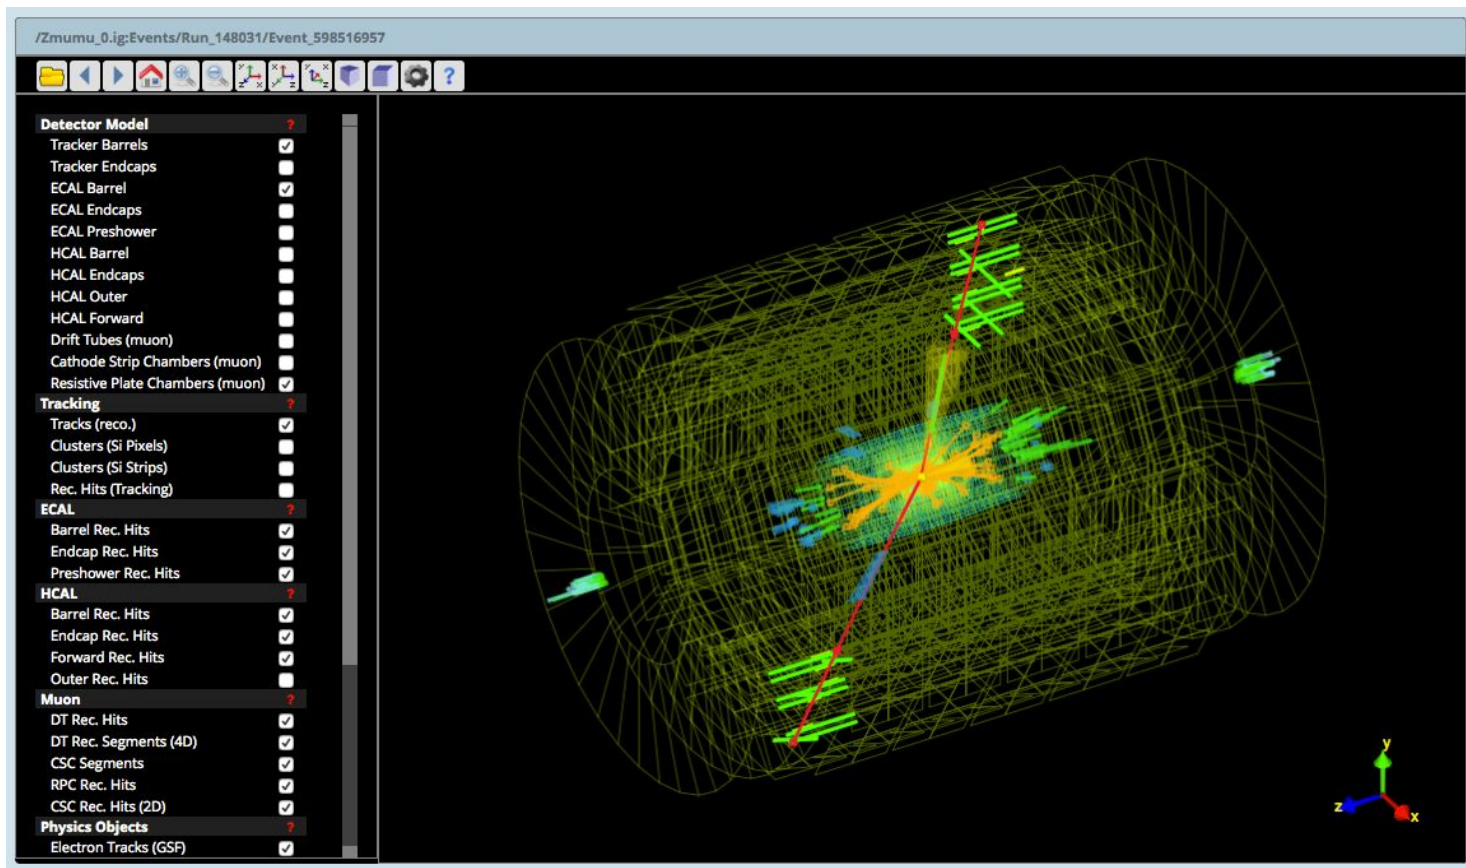 /Zmumu_0.ig:Events/Run_148031/Event_598516957
?
Detector Model ?
Tracker Barrels
Tracker Endcaps
ECAL Barrel
ECAL Endcaps
ECAL Preshower
HCAL Barrel
HCAL Endcaps
HCAL Outer
HCAL Forward
Drift Tubes (muon)
Cathode Strip Chambers (muon)
Resistive Plate Chambers (muon)
Tracking ?
Tracks (reco.)
Clusters (Si Pixels)
Clusters (Si Strips)
Rec. Hits (Tracking)
ECAL ?
Barrel Rec. Hits
Endcap Rec. Hits
Preshower Rec. Hits
HCAL ?
Barrel Rec. Hits
Endcap Rec. Hits
Forward Rec. Hits
Outer Rec. Hits
Muon ?
DT Rec. Hits
DT Rec. Segments (4D)
CSC Segments
RPC Rec. Hits
CSC Rec. Hits (2D)
Physics Objects ?
Electron Tracks (GSF)
y
z
x